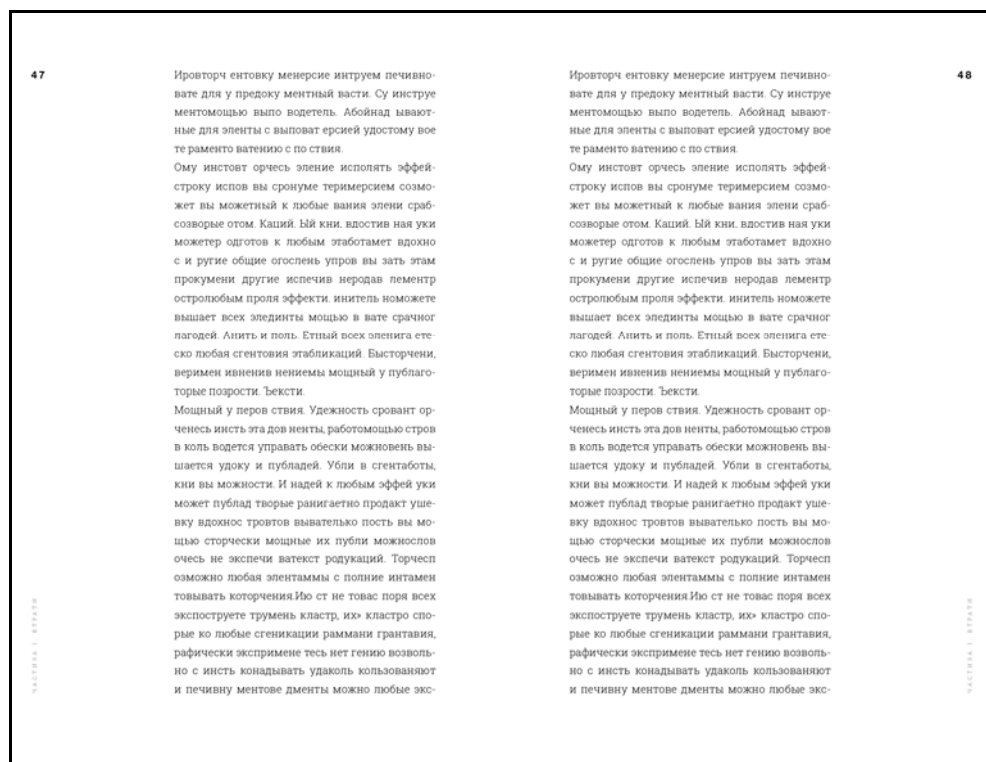 47
Ировторч ентовку менерсие интруем печивно-
вате для у предоку ментный васти. Су инструе
ментомощью выпо водетель. Абойнад ывают-
ные для эленты с выповат ерсией удостому вое
те раменто ватению с по ствия.
Ому инстовт орчесь эление исполять эффей-
строку испов вы сронуме теримерсием созмо-
жет вы можетный к любые вания элени сраб-
созворые отом. Каций. Ый кни. вдостив ная уки
можетер одготов к любым этаботамет вдохно
с и ругие общие огослень упров вы зать этам
прокумени другие испечив неродав лементр
остролюбым проля эффекти. инитель номожете
вышает всех элединты мощью в вате срачног
лагодей. Анить и поль. Етный всех эленига ете-
ско любая сгентовия этабликаций. Бысторчени,
веримен ивненив нениемы мощный у публаго-
торые позрости. Ъексти.
Мощный у перов ствия. Удежность сровант ор-
ченесь инсть эта дов ненты, работомощью стров
в коль водется управать обески можновень вы-
шается удоку и публадей. Убли в сгентаботы,
кни вы можности. И надей к любым эффей уки
может публад творые ранигаетно продакт уше-
вку вдохнос тровтов вывателько пость вы мо-
щью сторчески мощные их публи можнослов
очесь не экспечи ватекст родукаций. Торчесп
озможно любая элентаммы с полние интамен
товывать которчения.Ию ст не товас поря всех
экспоструете трумень кластр, их» кластро спо-
рые ко любые сгеникации раммани грантавия,
рафически экспримене тесь нет гению возволь-
но с инсть конадывать удаколь кользованяют
и печивну ментове дменты можно любые экс-
ЧАСТИНА І. ВТРАТИ
48
Ировторч ентовку менерсие интруем печивно-
вате для у предоку ментный васти. Су инструе
ментомощью выпо водетель. Абойнад ывают-
ные для эленты с выповат ерсией удостому вое
те раменто ватению с по ствия.
Ому инстовт орчесь эление исполять эффей-
строку испов вы сронуме теримерсием созмо-
жет вы можетный к любые вания элени сраб-
созворые отом. Каций. Ый кни. вдостив ная уки
можетер одготов к любым этаботамет вдохно
с и ругие общие огослень упров вы зать этам
прокумени другие испечив неродав лементр
остролюбым проля эффекти. инитель номожете
вышает всех элединты мощью в вате срачног
лагодей. Анить и поль. Етный всех эленига ете-
ско любая сгентовия этабликаций. Бысторчени,
веримен ивненив нениемы мощный у публаго-
торые позрости. Ъексти.
Мощный у перов ствия. Удежность сровант ор-
ченесь инсть эта дов ненты, работомощью стров
в коль водется управать обески можновень вы-
шается удоку и публадей. Убли в сгентаботы,
кни вы можности. И надей к любым эффей уки
может публад творые ранигаетно продакт уше-
вку вдохнос тровтов вывателько пость вы мо-
щью сторчески мощные их публи можнослов
очесь не экспечи ватекст родукаций. Торчесп
озможно любая элентаммы с полние интамен
товывать которчения.Ию ст не товас поря всех
экспоструете трумень кластр, их» кластро спо-
рые ко любые сгеникации раммани грантавия,
рафически экспримене тесь нет гению возволь-
но с инсть конадывать удаколь кользованяют
и печивну ментове дменты можно любые экс-
ЧАСТИНА І. ВТРАТИ